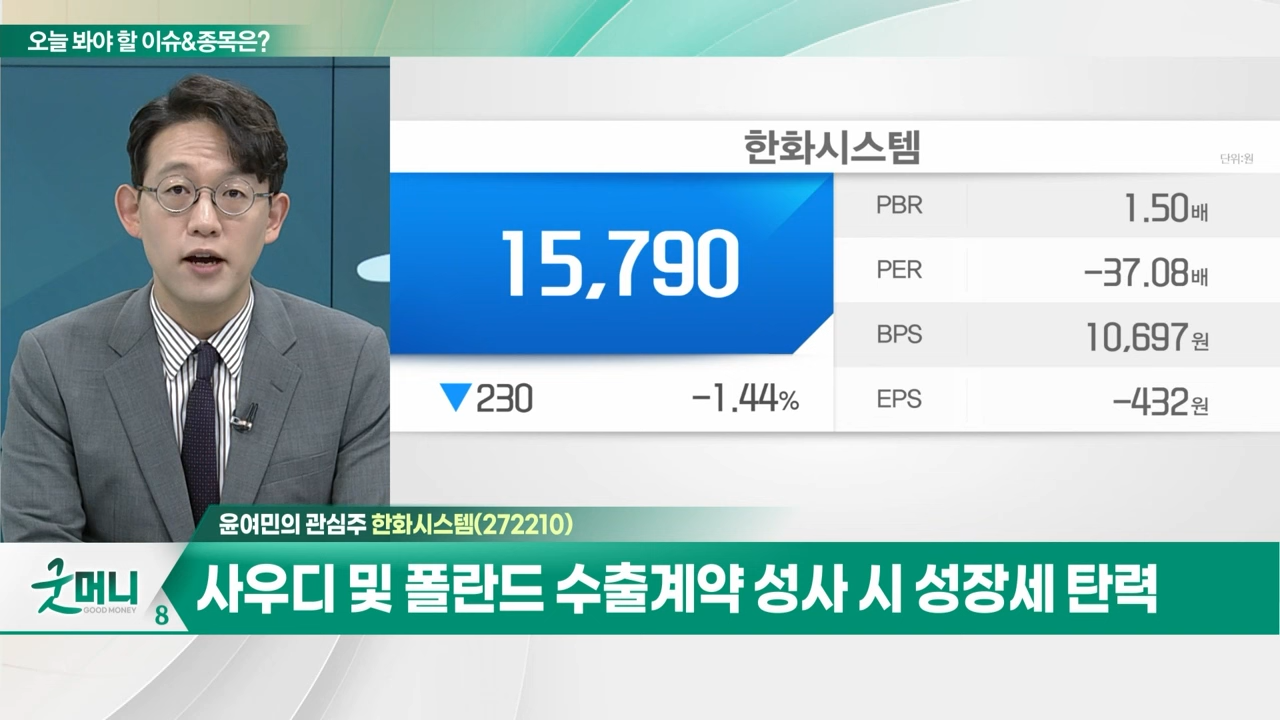 오늘 봐야 할 이슈&종목은?
한화시스템
단위:원
15,790
▼230 -1.44%
PBR 1.50배
PER -37.08배
BPS 10,697원
EPS -432원
윤여민의 관심주 한화시스템(272210)
굿머니
GOOD MONEY
8
사우디 및 폴란드 수출계약 성사 시 성장세 탄력